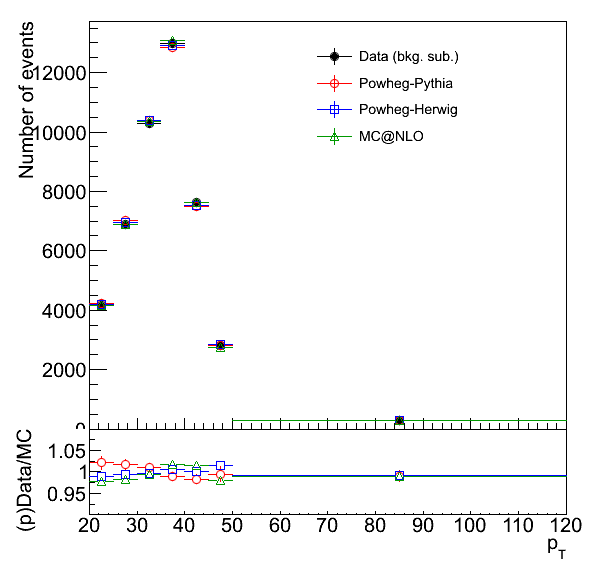 Number of events
12000
10000
8000
6000
4000
2000
0
Data (bkg. sub.)
Powheg-Pythia
Powheg-Herwig
MC@NLO
(p)Data/MC
1.05
1
0.95
20 30 40 50 60 70 80 90 100 110 120
pT